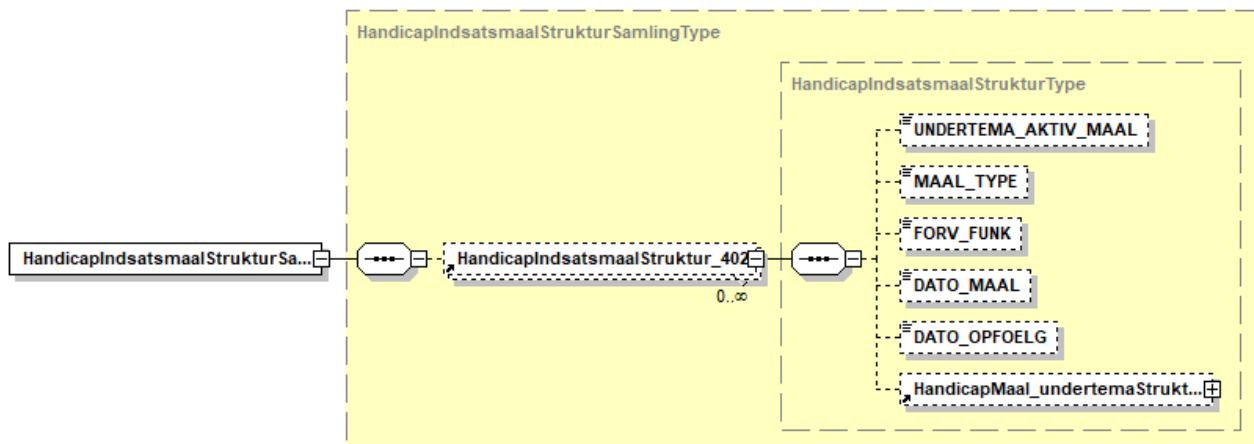 HandicapIndsatsmaalStrukturSamlingType
HandicapIndsatsmaalStrukturType
UNDERTEMA_AKTIV_MAAL
MAAL_TYPE
FORV_FUNK
HandicapIndsatsmaalStrukturSa...
HandicapIndsatsmaalStruktur_402
0..∞
DATO_MAAL
DATO_OPFOELG
HandicapMaal_undertemaStrukt...